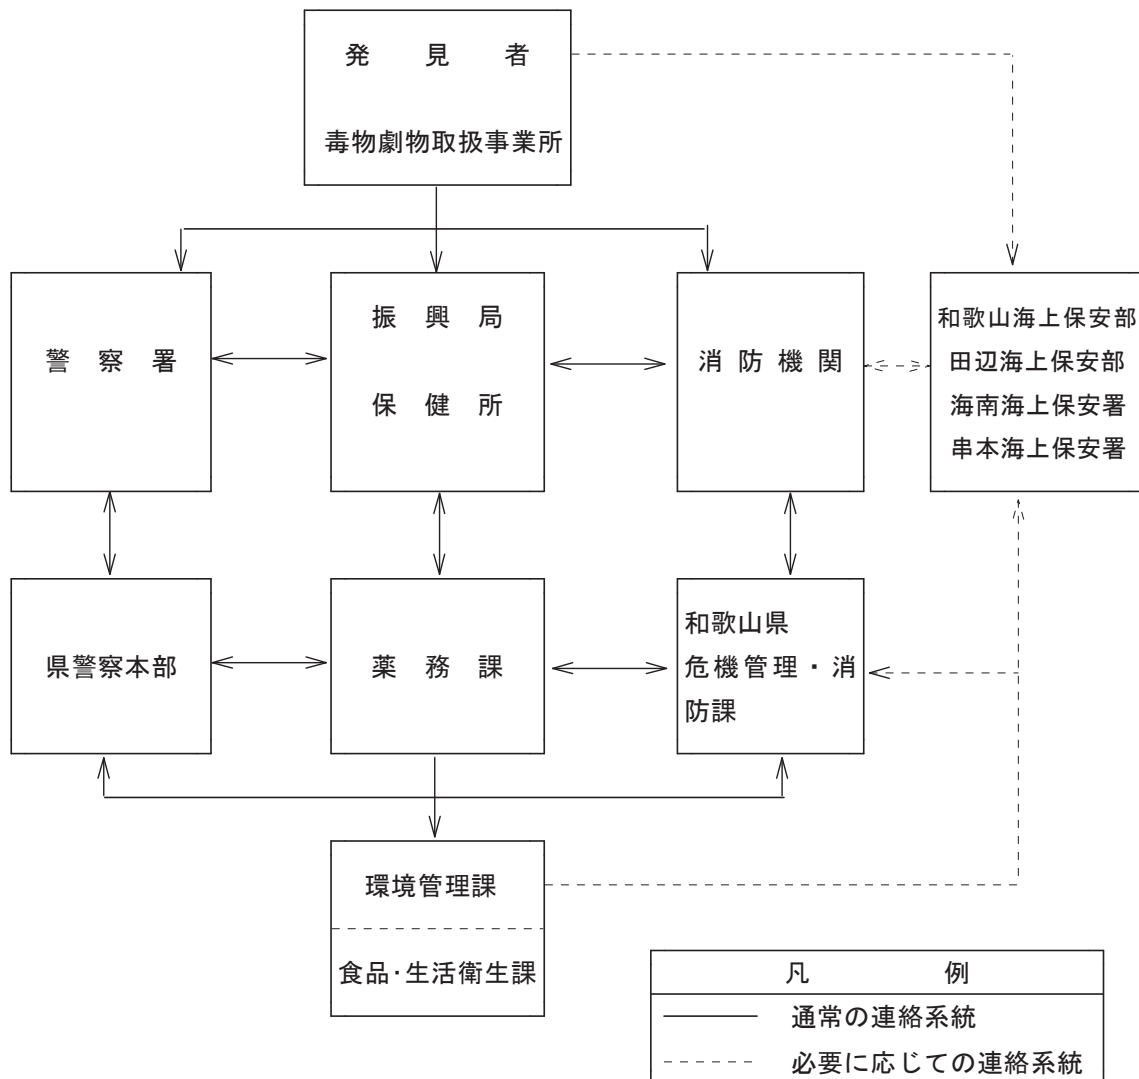 発見者
毒物劇物取扱事業所
警察署
振興局
保健所
消防機関
和歌山海上保安部
田辺海上保安部
海南海上保安署
串本海上保安署
県警察本部
薬務課
和歌山県
危機管理・消
防課
環境管理課
食品・生活衛生課
凡例
通常の連絡系統
必要に応じての連絡系統